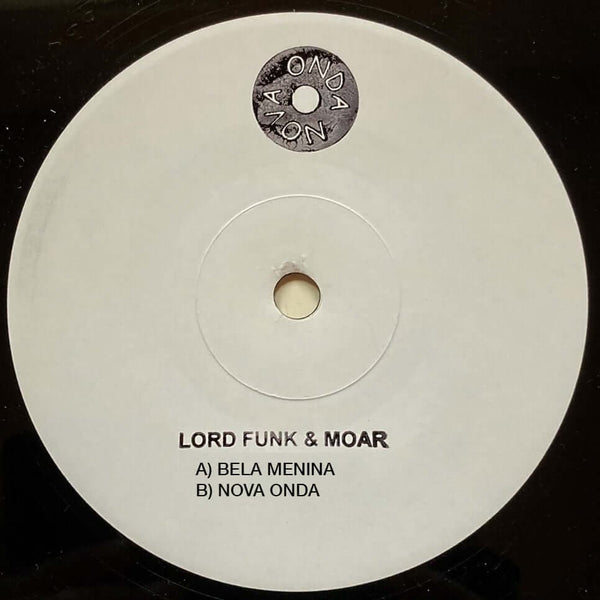 NOVA ONDA
LORD FUNK & MOAR
A) BELA MENINA
B) NOVA ONDA